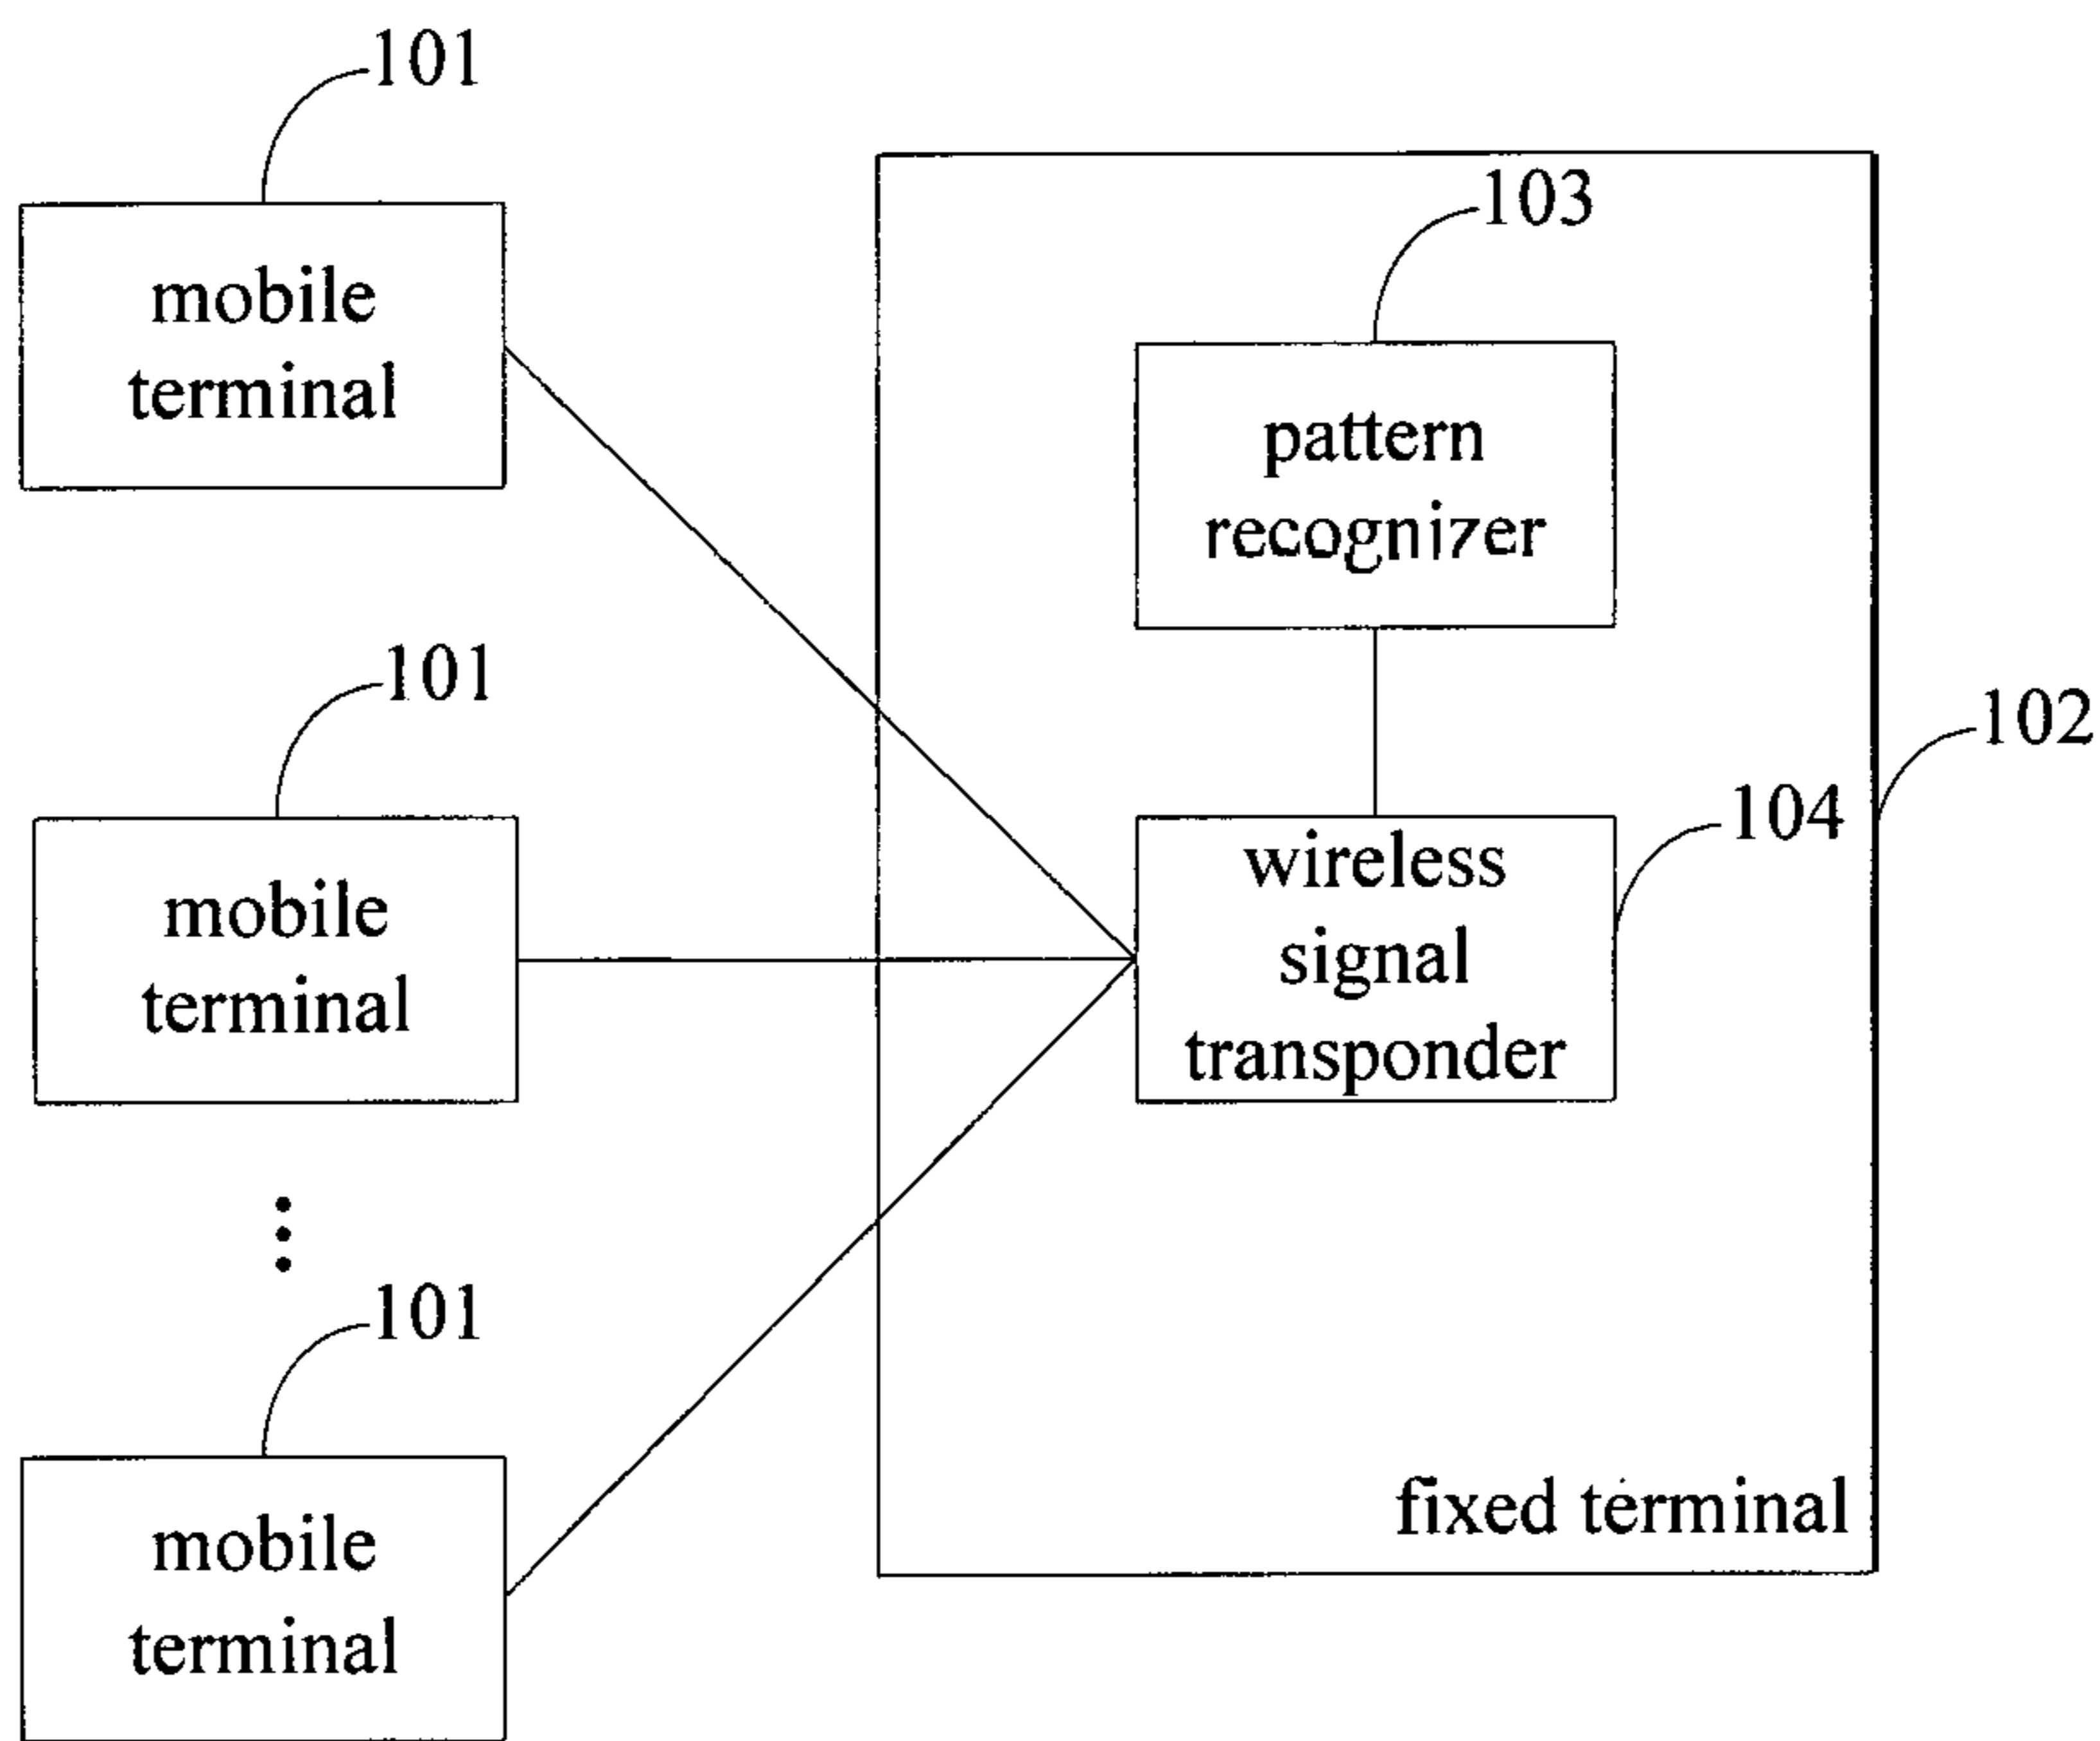 101
mobile
terminal
103
pattern
recognizer
101
mobile
terminal
102
104
wireless
signal
transponder
101
mobile
terminal
fixed terminal